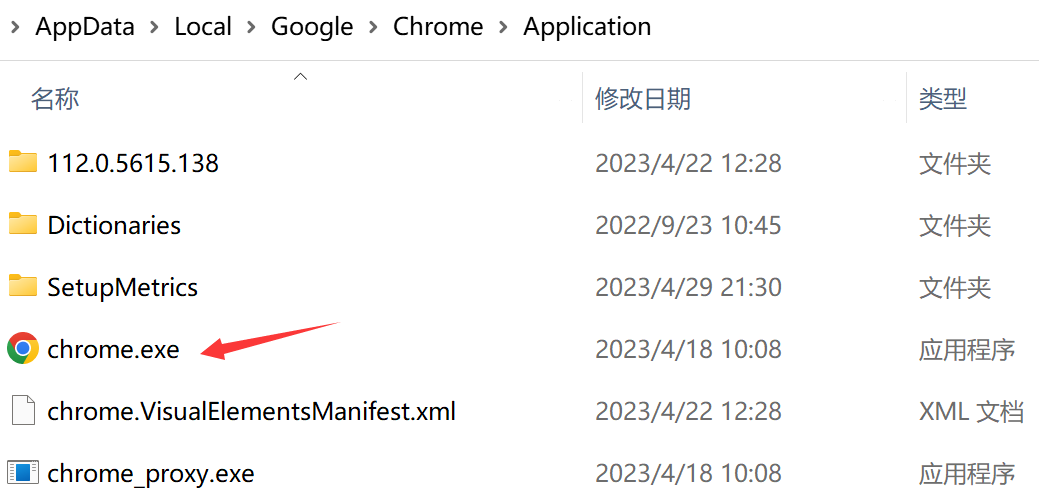 > AppData > Local > Google > Chrome > Application
名称 修改日期 类型
112.0.5615.138 2023/4/22 12:28 文件夹
Dictionaries 2022/9/23 10:45 文件夹
SetupMetrics 2023/4/29 21:30 文件夹
chrome.exe 2023/4/18 10:08 应用程序
chrome.VisualElementsManifest.xml 2023/4/22 12:28 XML 文档
chrome_proxy.exe 2023/4/18 10:08 应用程序